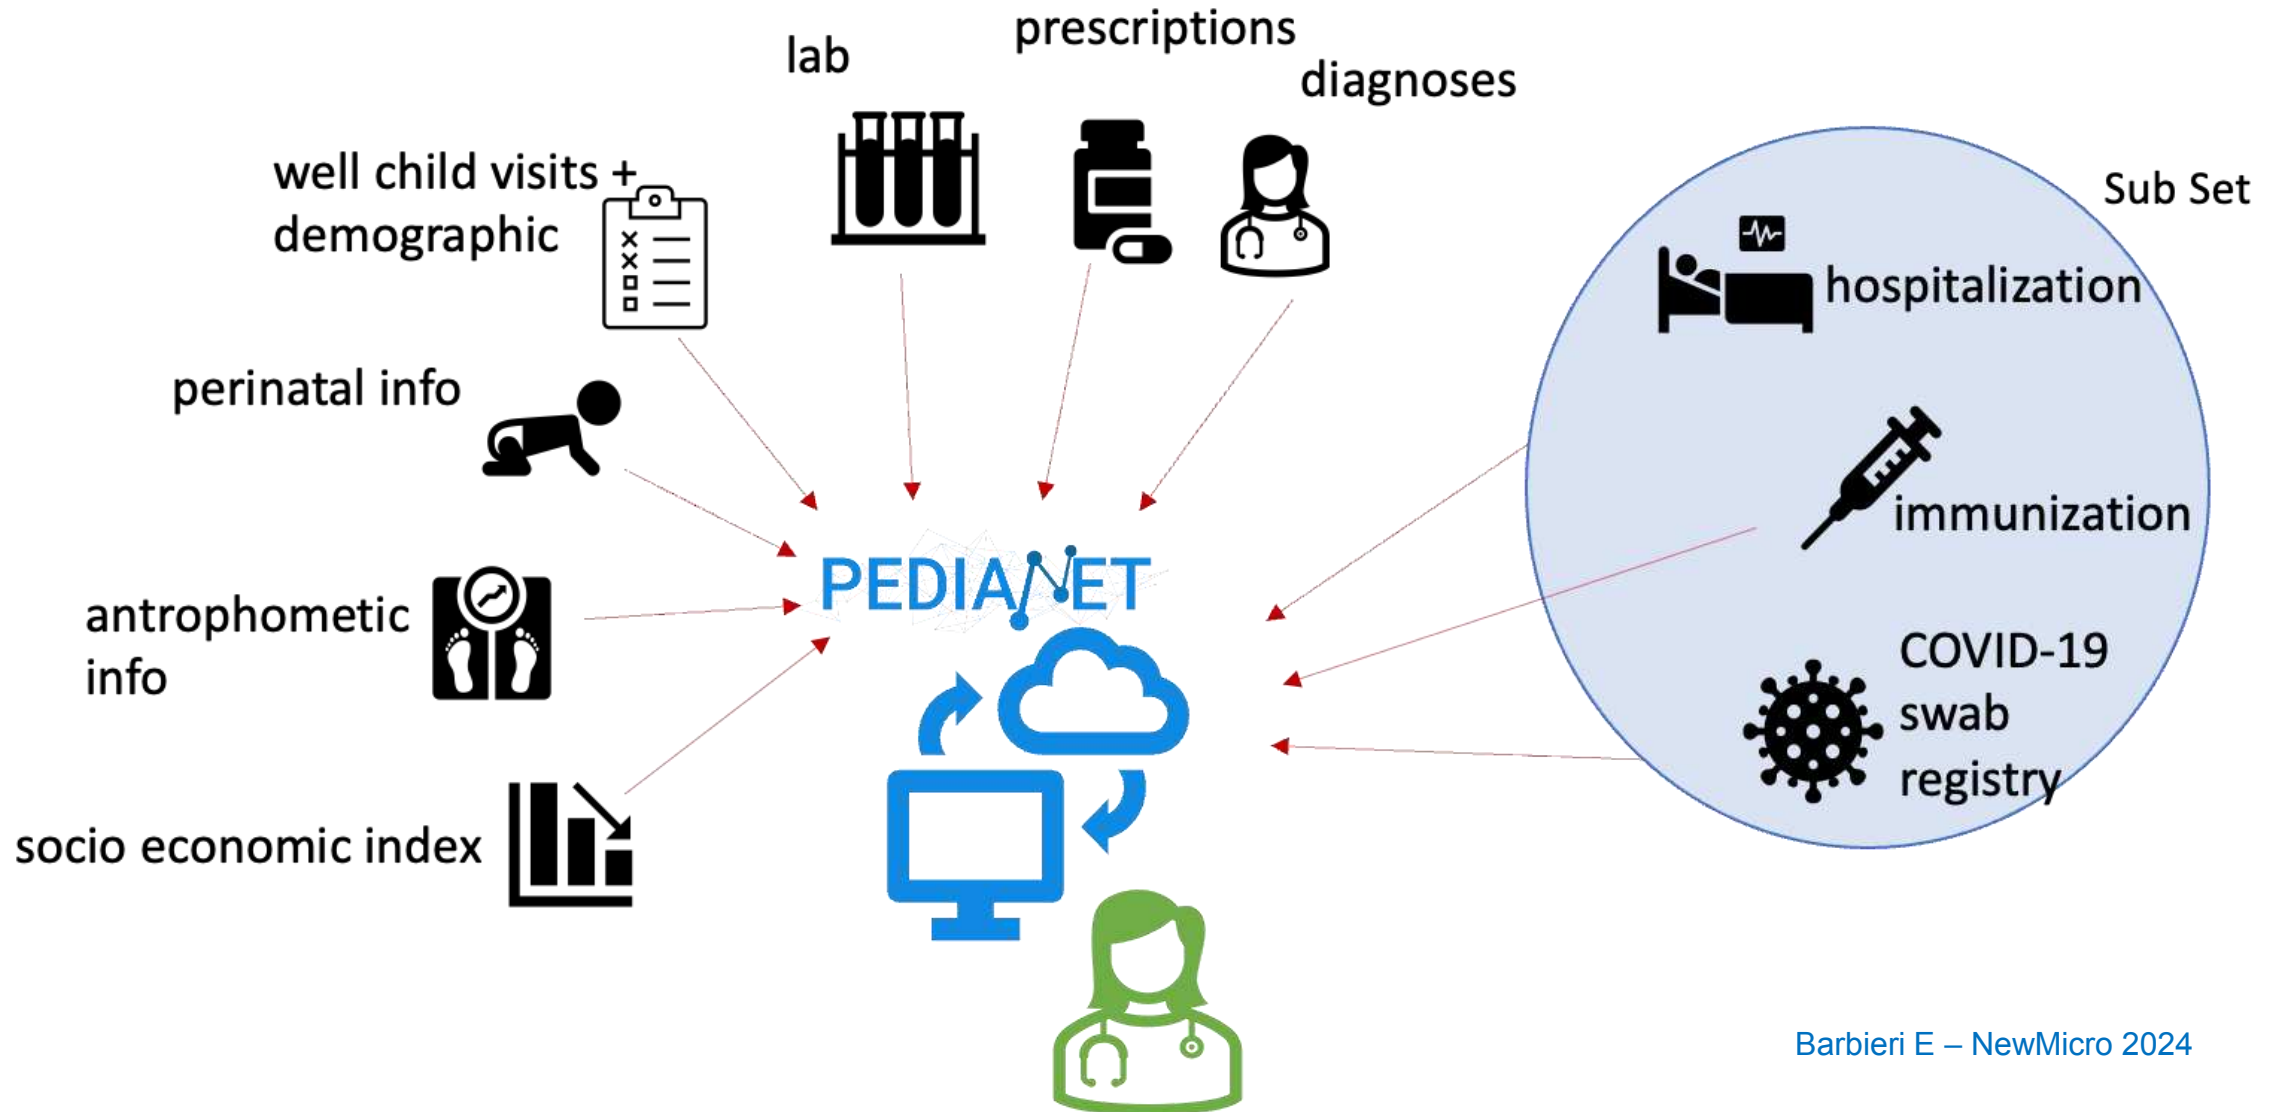 prescriptions
lab
diagnoses
well child visits +
demographic
Sub Set
hospitalization
perinatal info
immunization
PEDIANET
antrophometic
info
COVID-19
swab
registry
socio economic index
Barbieri E – NewMicro 2024